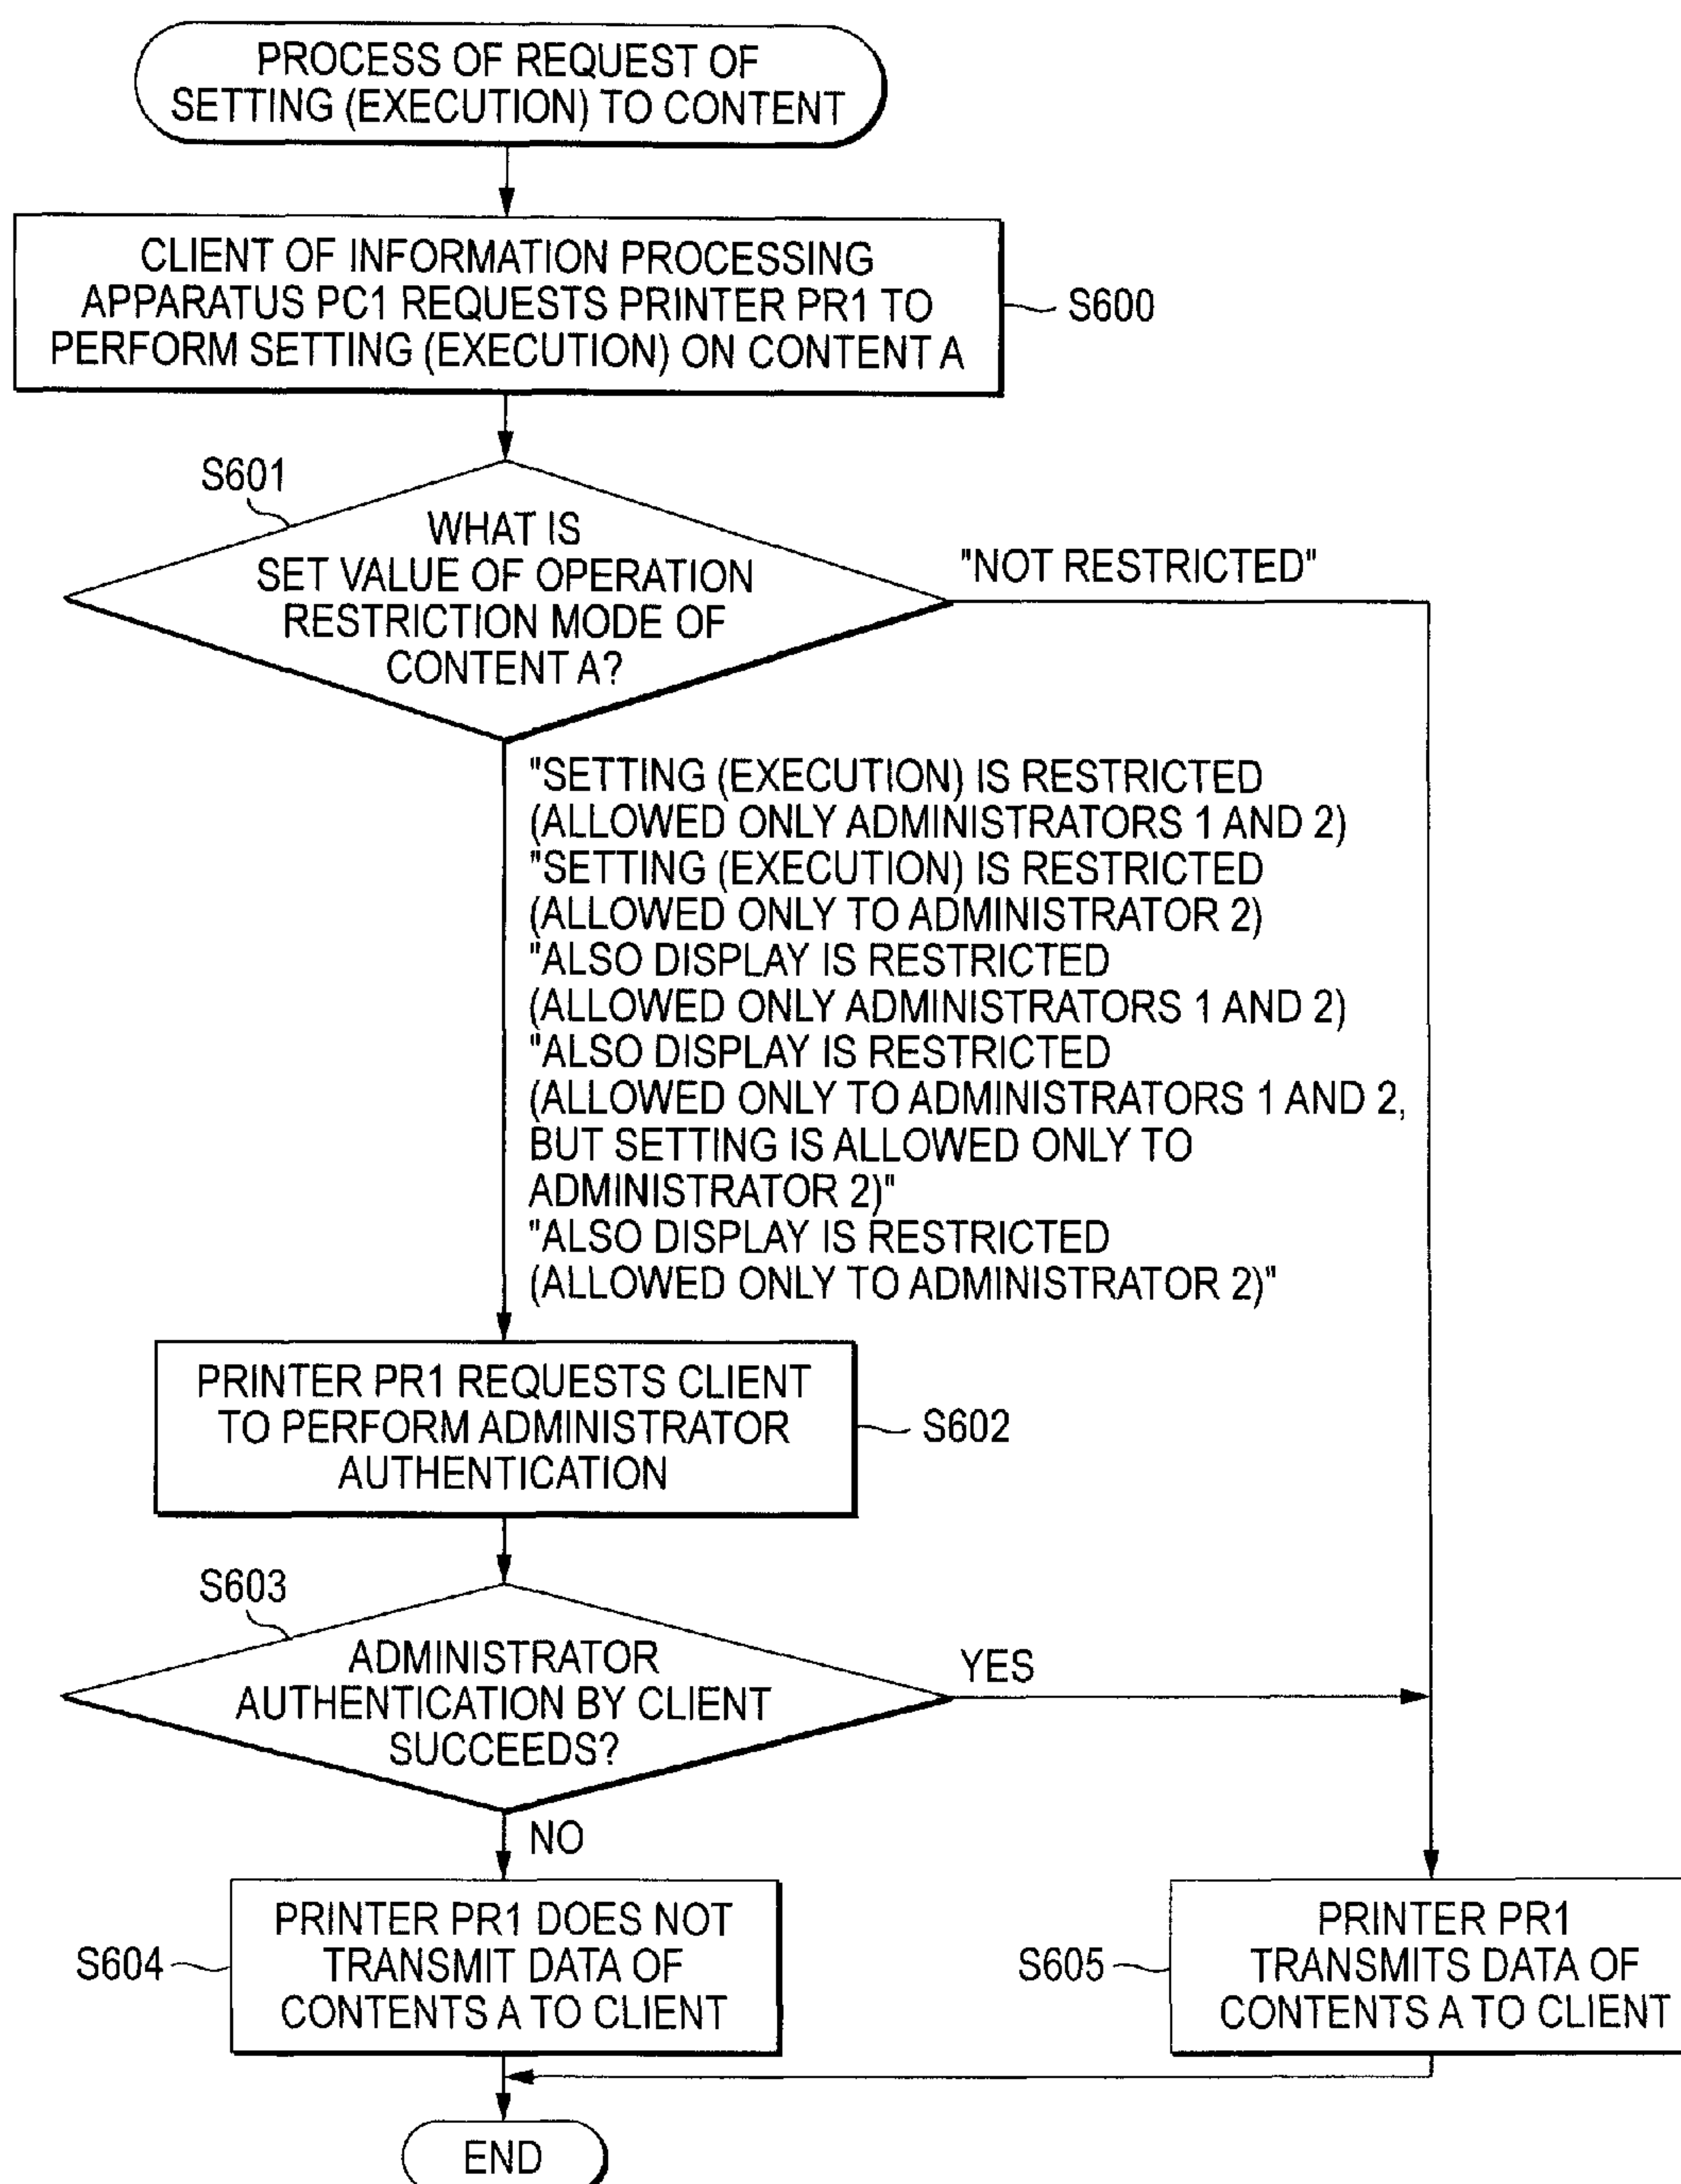 PROCESS OF REQUEST OF
SETTING (EXECUTION) TO CONTENT
CLIENT OF INFORMATION PROCESSING
APPARATUS PC1 REQUESTS PRINTER PR1 TO
PERFORM SETTING (EXECUTION) ON CONTENT A
S600
S601
WHAT IS
SET VALUE OF OPERATION
RESTRICTION MODE OF
CONTENT A?
"NOT RESTRICTED"
"SETTING (EXECUTION) IS RESTRICTED
(ALLOWED ONLY ADMINISTRATORS 1 AND 2)
"SETTING (EXECUTION) IS RESTRICTED
(ALLOWED ONLY TO ADMINISTRATOR 2)
"ALSO DISPLAY IS RESTRICTED
(ALLOWED ONLY ADMINISTRATORS 1 AND 2)
"ALSO DISPLAY IS RESTRICTED
(ALLOWED ONLY TO ADMINISTRATORS 1 AND 2,
BUT SETTING IS ALLOWED ONLY TO
ADMINISTRATOR 2)"
"ALSO DISPLAY IS RESTRICTED
(ALLOWED ONLY TO ADMINISTRATOR 2)"
PRINTER PR1 REQUESTS CLIENT
TO PERFORM ADMINISTRATOR
AUTHENTICATION
S602
S603
ADMINISTRATOR
AUTHENTICATION BY CLIENT
SUCCEEDS?
YES
NO
PRINTER PR1 DOES NOT
TRANSMIT DATA OF
CONTENTS A TO CLIENT
S604
PRINTER PR1
TRANSMITS DATA OF
CONTENTS A TO CLIENT
S605
END